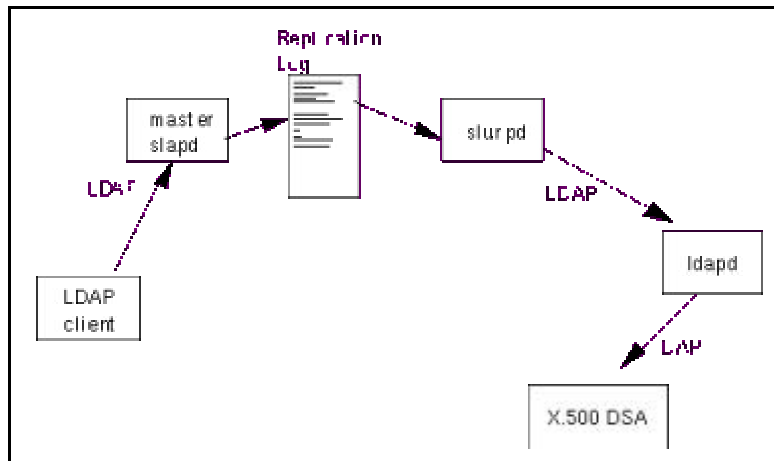 Replication
Log
master
slapd
slurpd
LDAP
LDAP
ldapd
LDAP
client
DAP
X.500 DSA